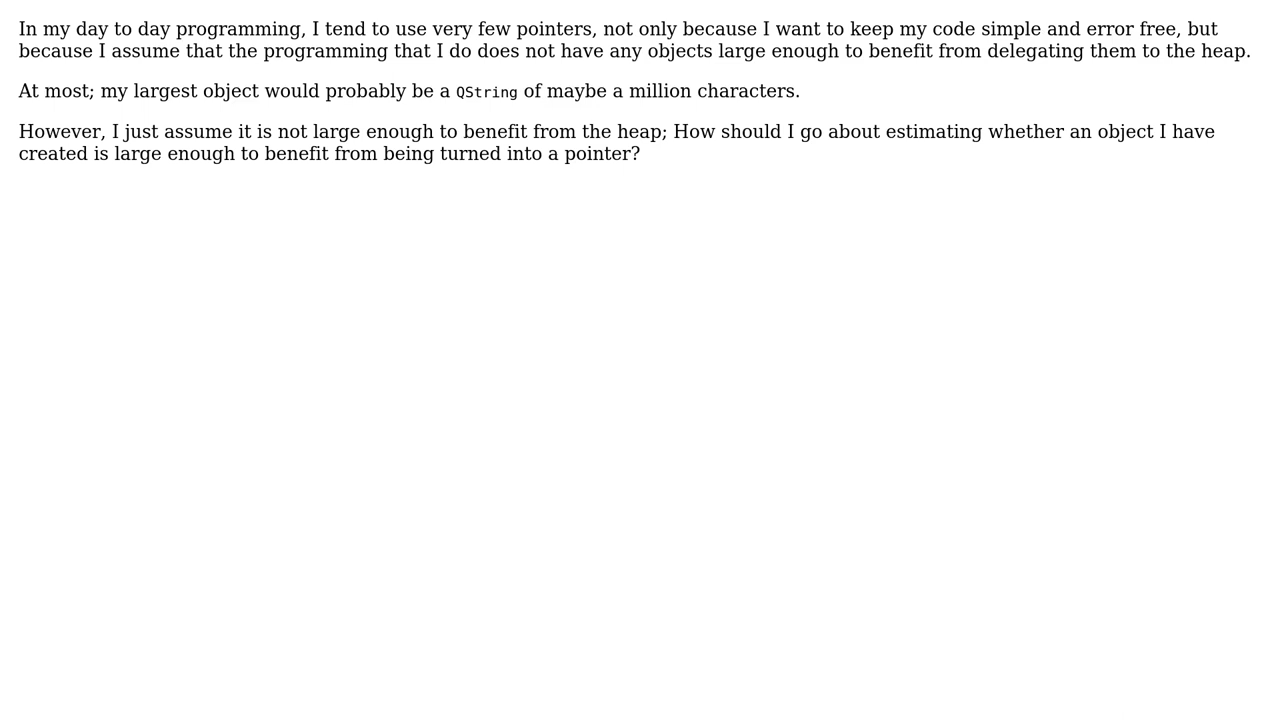 In my day to day programming, I tend to use very few pointers, not only because I want to keep my code simple and error free, but
because I assume that the programming that I do does not have any objects large enough to benefit from delegating them to the heap.
At most; my largest object would probably be a QString of maybe a million characters.
However, I just assume it is not large enough to benefit from the heap; How should I go about estimating whether an object I have
created is large enough to benefit from being turned into a pointer?